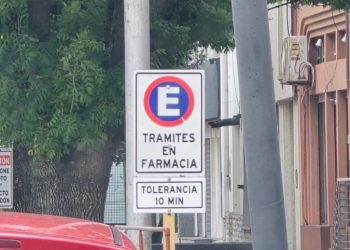 E
TRAMITES
EN
FARMACIA
TOLERANCIA
10 MIN